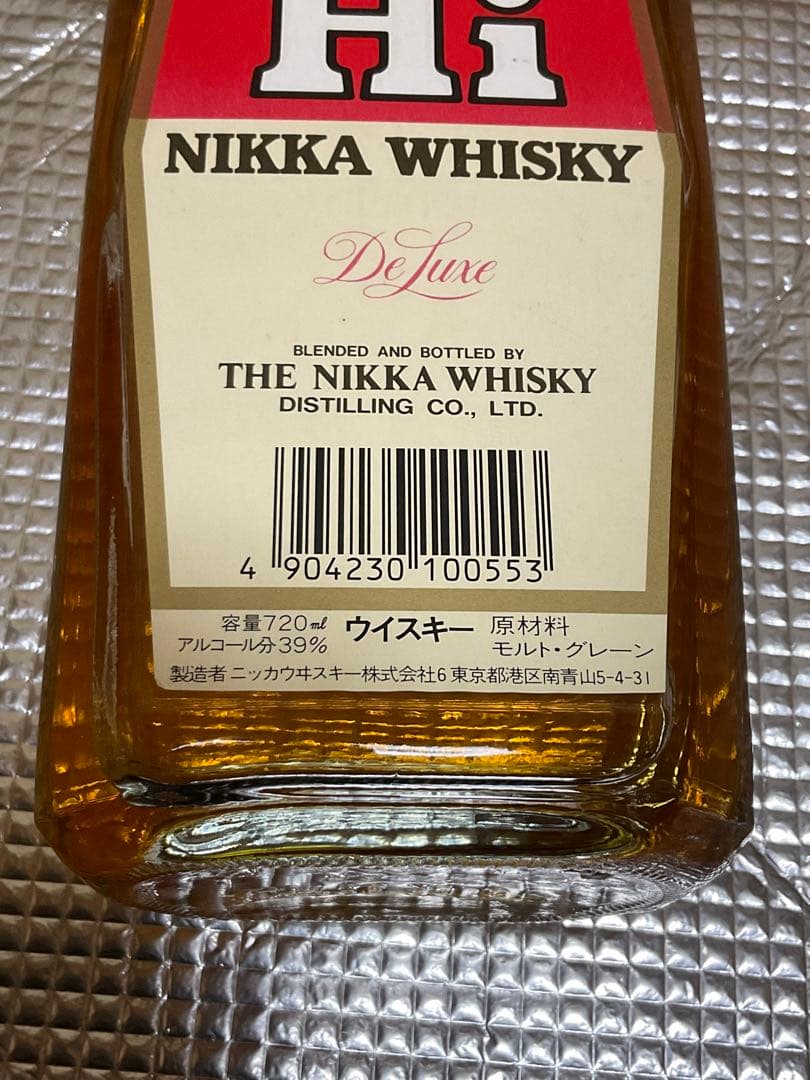 Hi
NIKKA WHISKY
De Luxe
BLENDED AND BOTTLED BY
THE NIKKA WHISKY
DISTILLING CO., LTD.
4 904230 100553
容量720㎖ ウイスキー 原材料
アルコール分39% モルト・グレーン
製造者 ニッカウヰスキー株式会社6 東京都港区南青山5-4-31